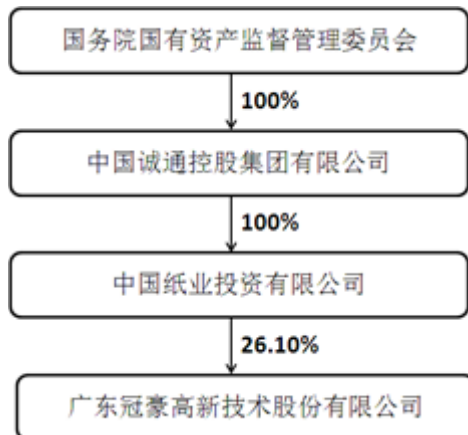 国务院国有资产监督管理委员会
100%
中国诚通控股集团有限公司
100%
中国纸业投资有限公司
26.10%
广东冠豪高新技术股份有限公司